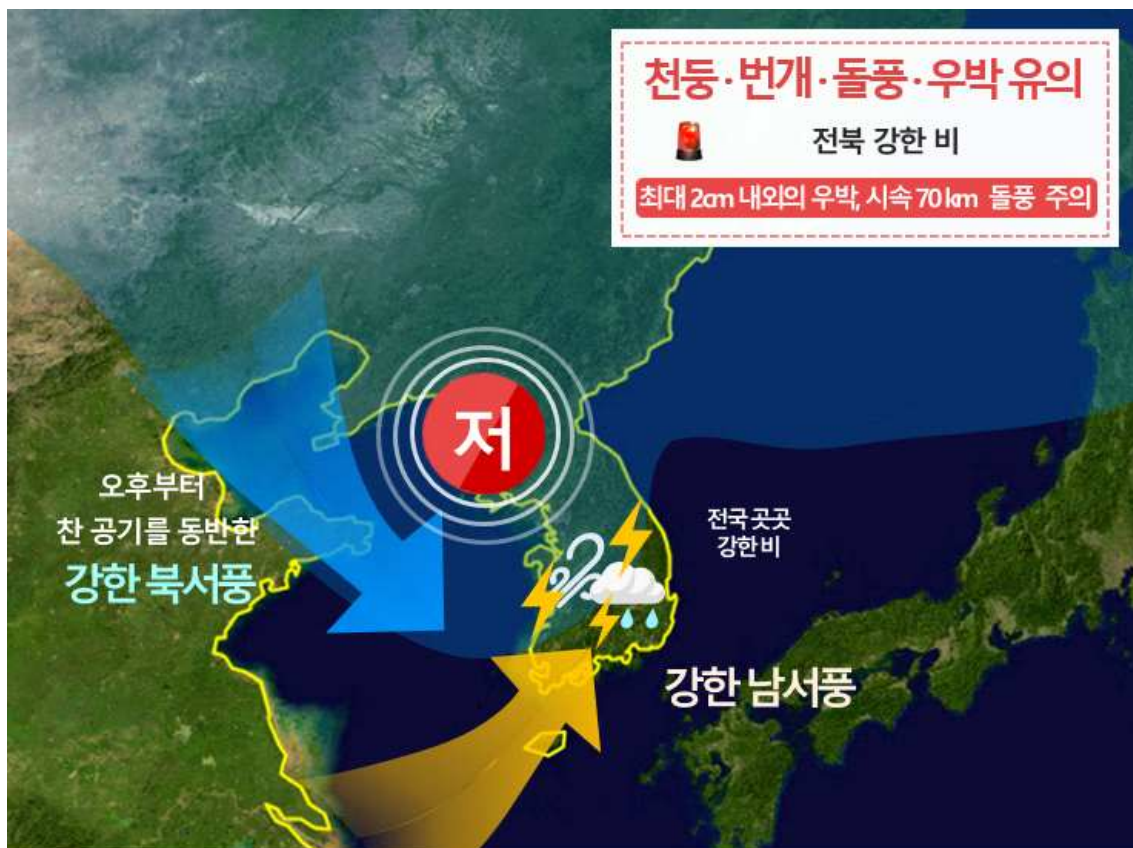 천둥·번개·돌풍·우박 유의
전북 강한 비
최대 2cm 내외의 우박, 시속 70 km 돌풍 주의
저
오후부터
찬 공기를 동반한
강한 북서풍
전국 곳곳
강한 비
강한 남서풍